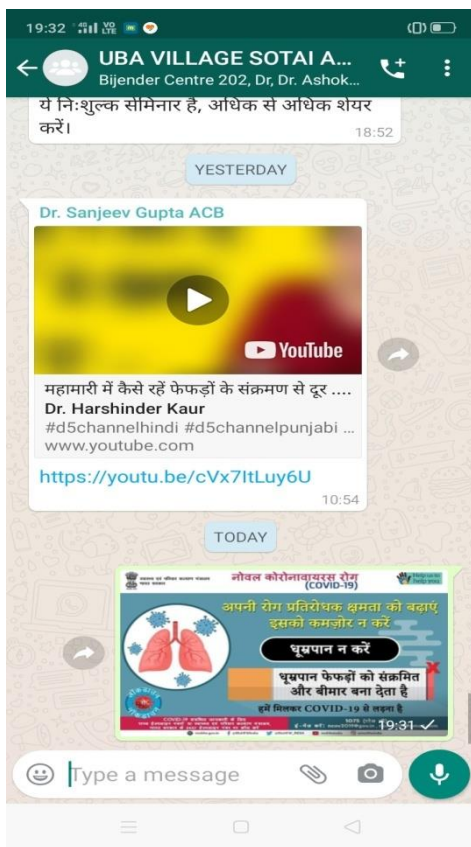 19:32
UBA VILLAGE SOTAI A...
Bijender Centre 202, Dr, Dr. Ashok...
ये निःशुल्क सेमिनार है, अधिक से अधिक शेयर
करें।
18:52
YESTERDAY
Dr. Sanjeev Gupta ACB
YouTube
महामारी में कैसे रहें फेफड़ों के संक्रमण से दूर ....
Dr. Harshinder Kaur
#d5channelhindi #d5channelpunjabi ...
www.youtube.com
https://youtu.be/cVx7ItLuy6U
10:54
TODAY
नोवल कोरोनावायरस रोग
(COVID-19)
अपनी रोग प्रतिरोधक क्षमता को बढ़ाएं
इसको कमज़ोर न करें
धूम्रपान न करें
धूम्रपान फेफड़ों को संक्रमित
और बीमार बना देता है
हमें मिलकर COVID-19 से लड़ना है
19:31
Type a message